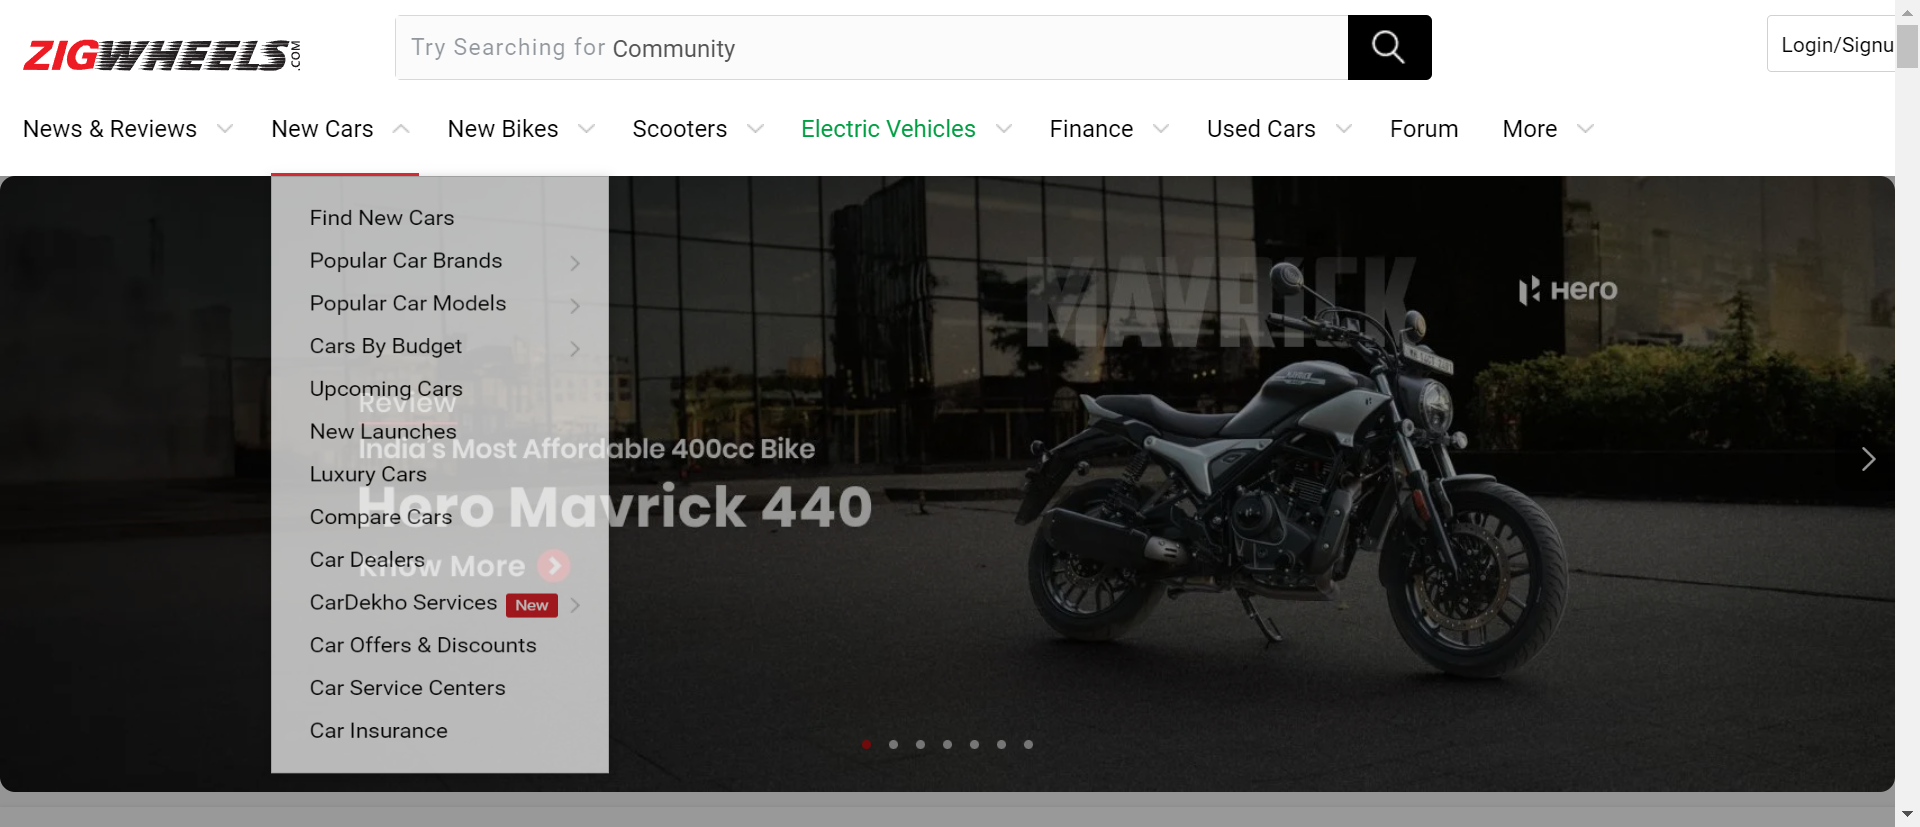 ZIGWHEELS.COM
Try Searching for Community
Login/Signu
News & Reviews
New Cars
New Bikes
Scooters
Electric Vehicles
Finance
Used Cars
Forum
More
Find New Cars
Popular Car Brands
Popular Car Models
Cars By Budget
Upcoming Cars
New Launches
Luxury Cars
Compare Cars
Car Dealers
CarDekho Services New
Car Offers & Discounts
Car Service Centers
Car Insurance
Review
India's Most Affordable 400cc Bike
Hero Mavrick 440
Know More
MAVRICK
Hero